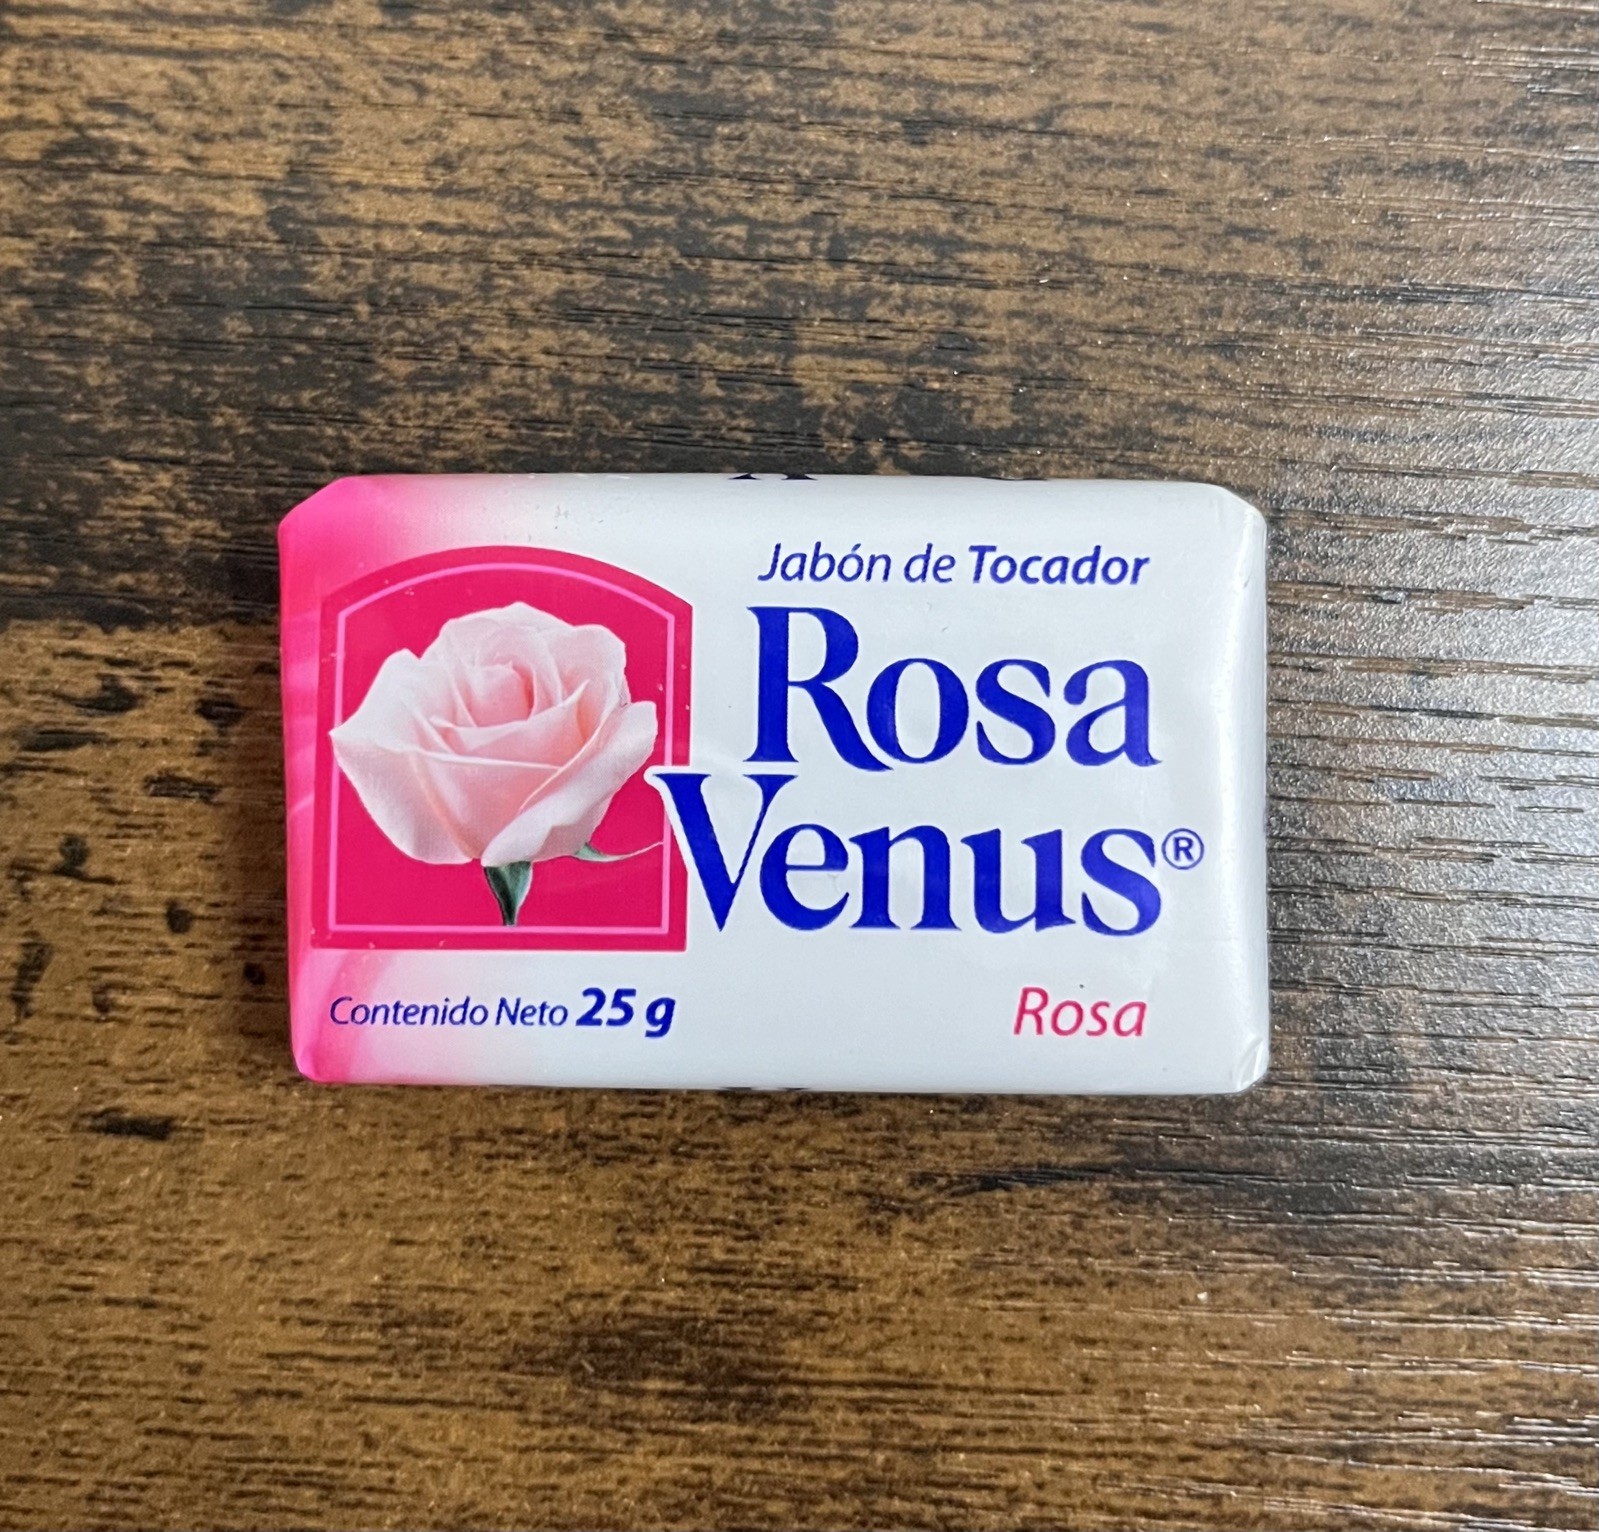 Jabón de Tocador
Rosa
Venus®
Contenido Neto 25 g
Rosa